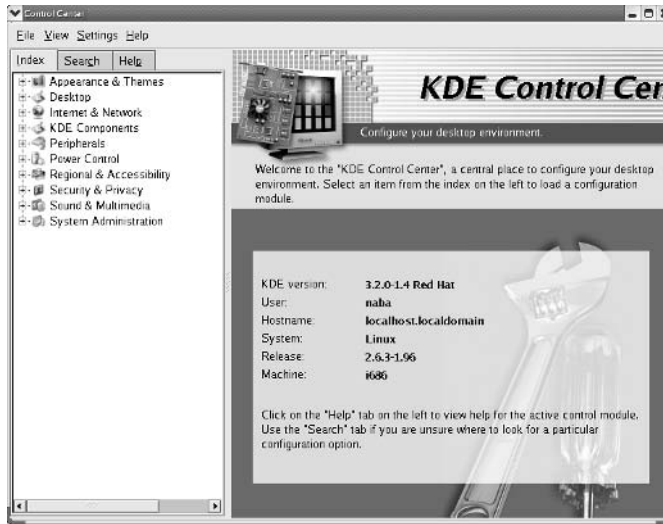 Control Center
File View Settings Help
Index Search Help
Appearance & Themes
Desktop
Internet & Network
KDE Components
Peripherals
Power Control
Regional & Accessibility
Security & Privacy
Sound & Multimedia
System Administration
KDE Control Cen
Configure your desktop environment.
Welcome to the "KDE Control Center", a central place to configure your desktop
environment. Select an item from the index on the left to load a configuration
module.
KDE version: 3.2.0-1.4 Red Hat
User: naba
Hostname: localhost.localdomain
System: Linux
Release: 2.6.3-1.96
Machine: i686
Click on the "Help" tab on the left to view help for the active control module.
Use the "Search" tab if you are unsure where to look for a particular
configuration option.